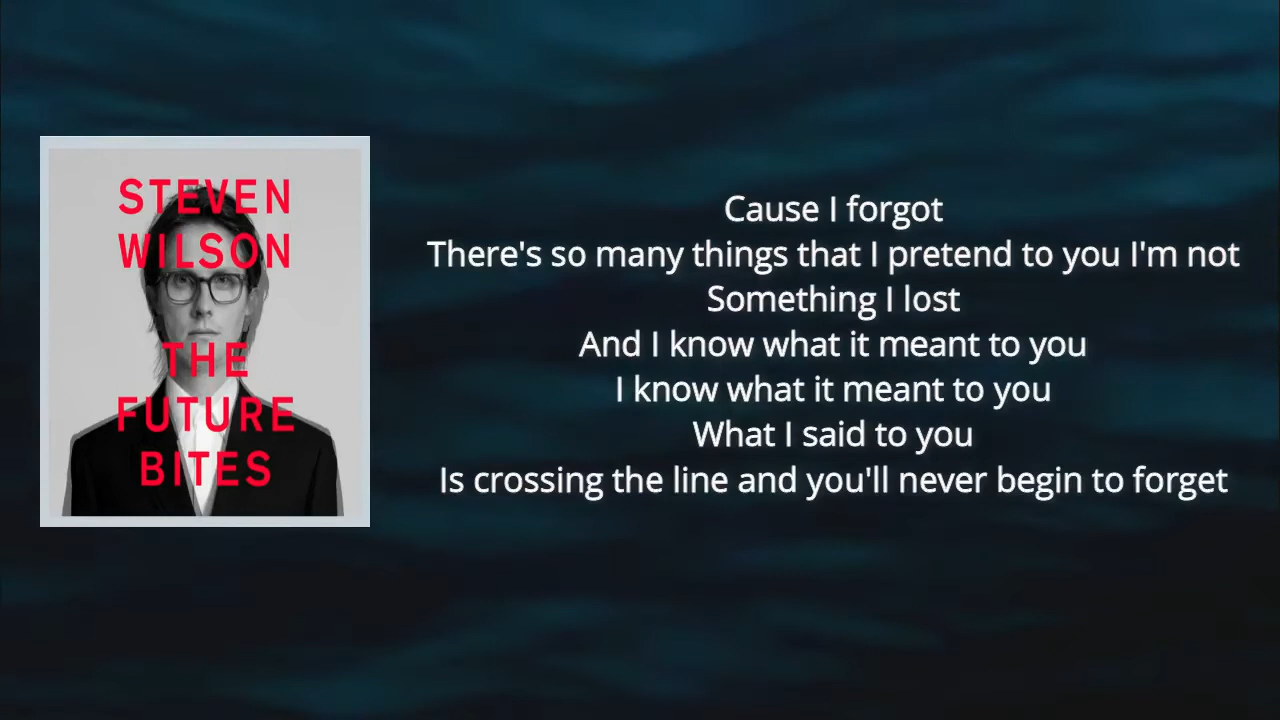 STEVEN
WILSON
THE
FUTURE
BITES
Cause I forgot
There's so many things that I pretend to you I'm not
Something I lost
And I know what it meant to you
I know what it meant to you
What I said to you
Is crossing the line and you'll never begin to forget